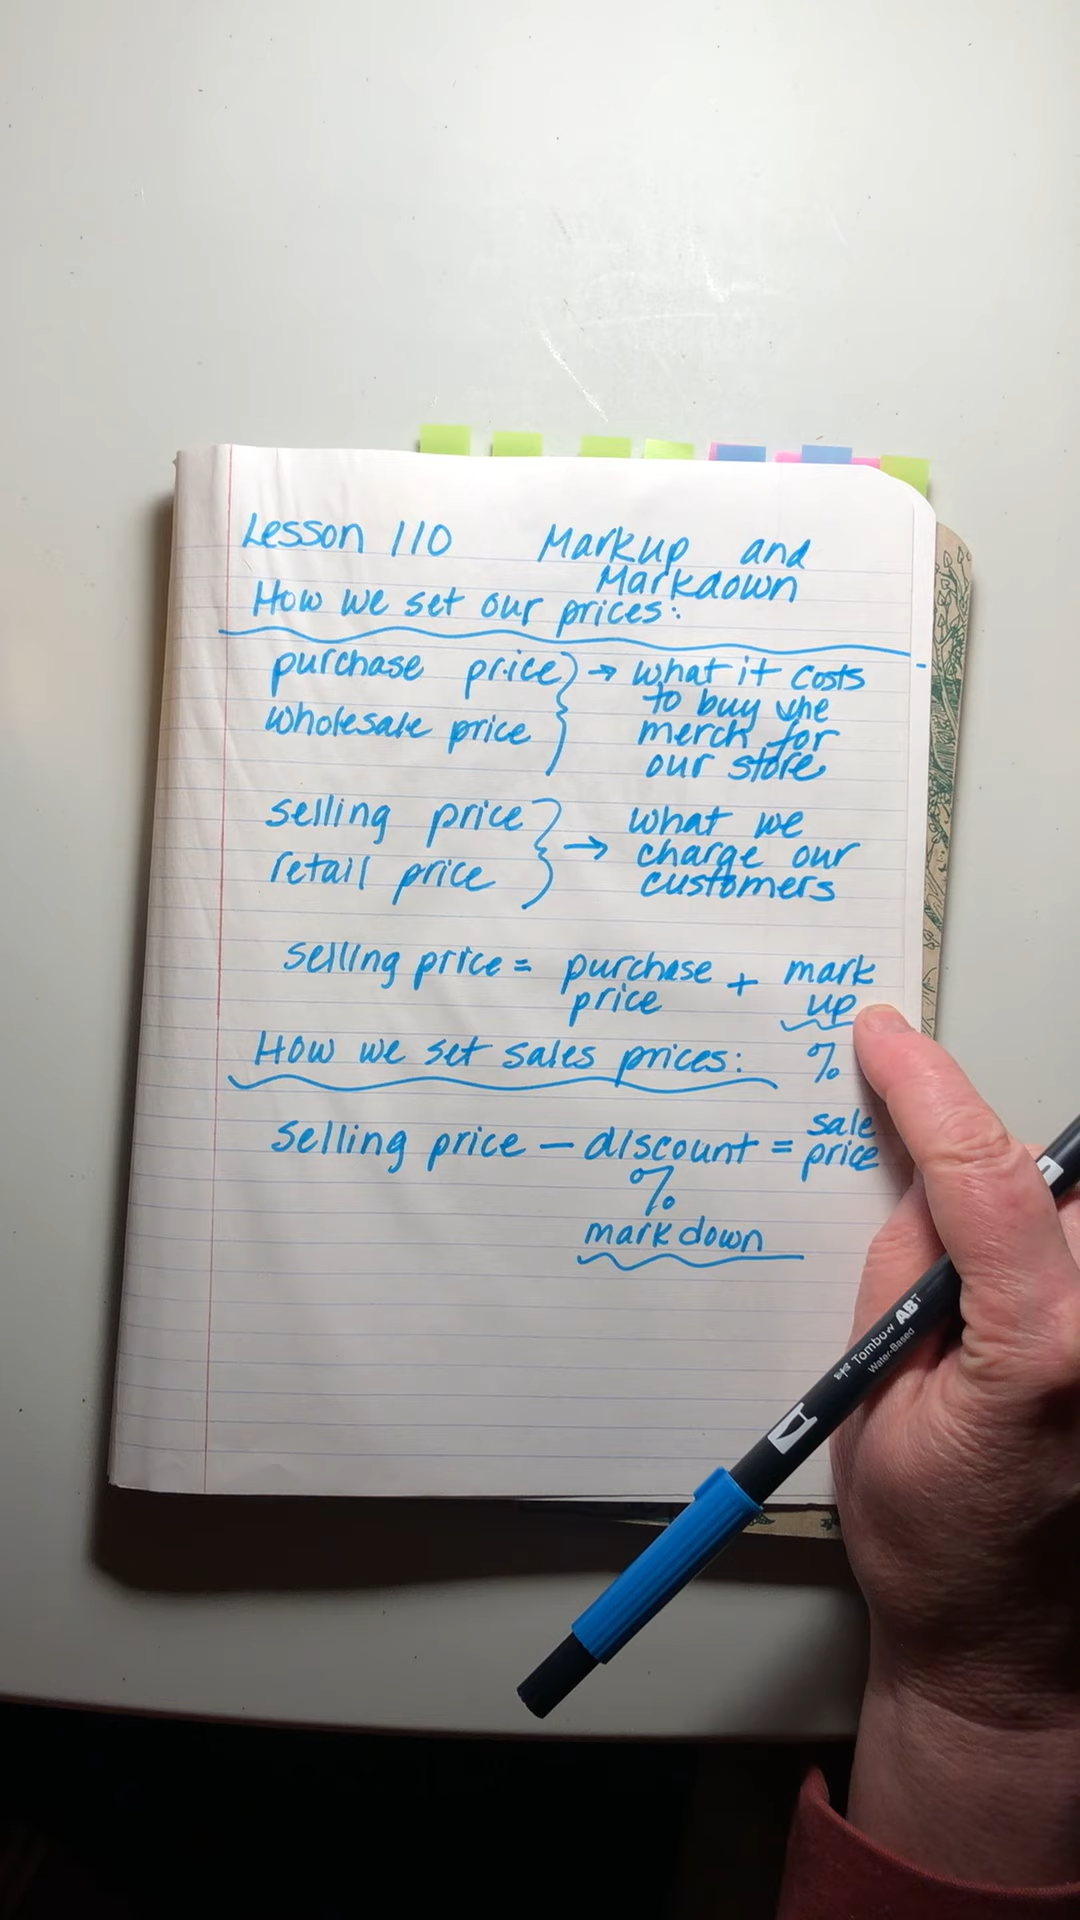 Lesson 110 Markup and
Markdown
How we set our prices:
purchase price } → what it costs
to buy the
wholesale price merch for
our store
selling price } → what we
charge our
retail price customers
selling price = purchase + mark
price up
%
How we set sales prices:
selling price - discount = sale
price
%
markdown
Tombow ABT
Water-Based